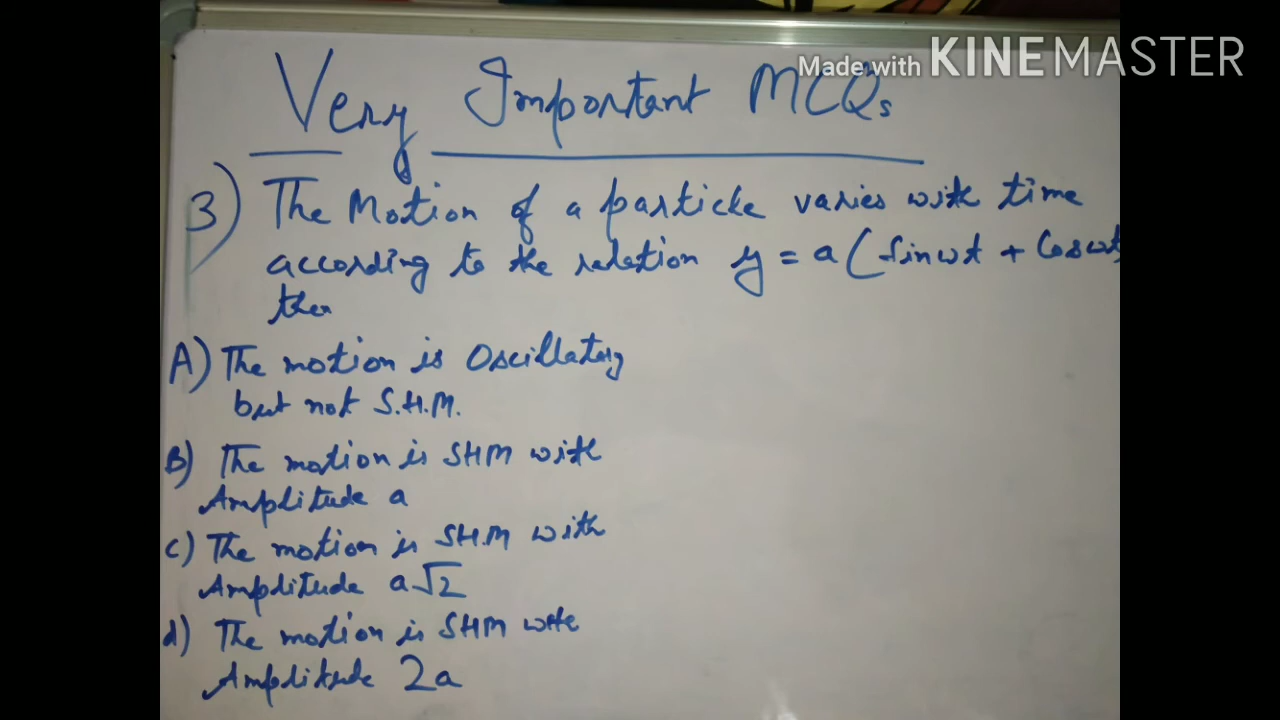 Made with KINEMASTER
Very Important MCQs
3) The Motion of a particle varies with time
according to the relation y = a (Sinωt + Cosωt)
then
A) The motion is Oscillatory
but not S.H.M.
B) The motion is SHM with
Amplitude a
C) The motion is SH.M with
Amplitude a√2
d) The motion is SHM with
Amplitude 2a